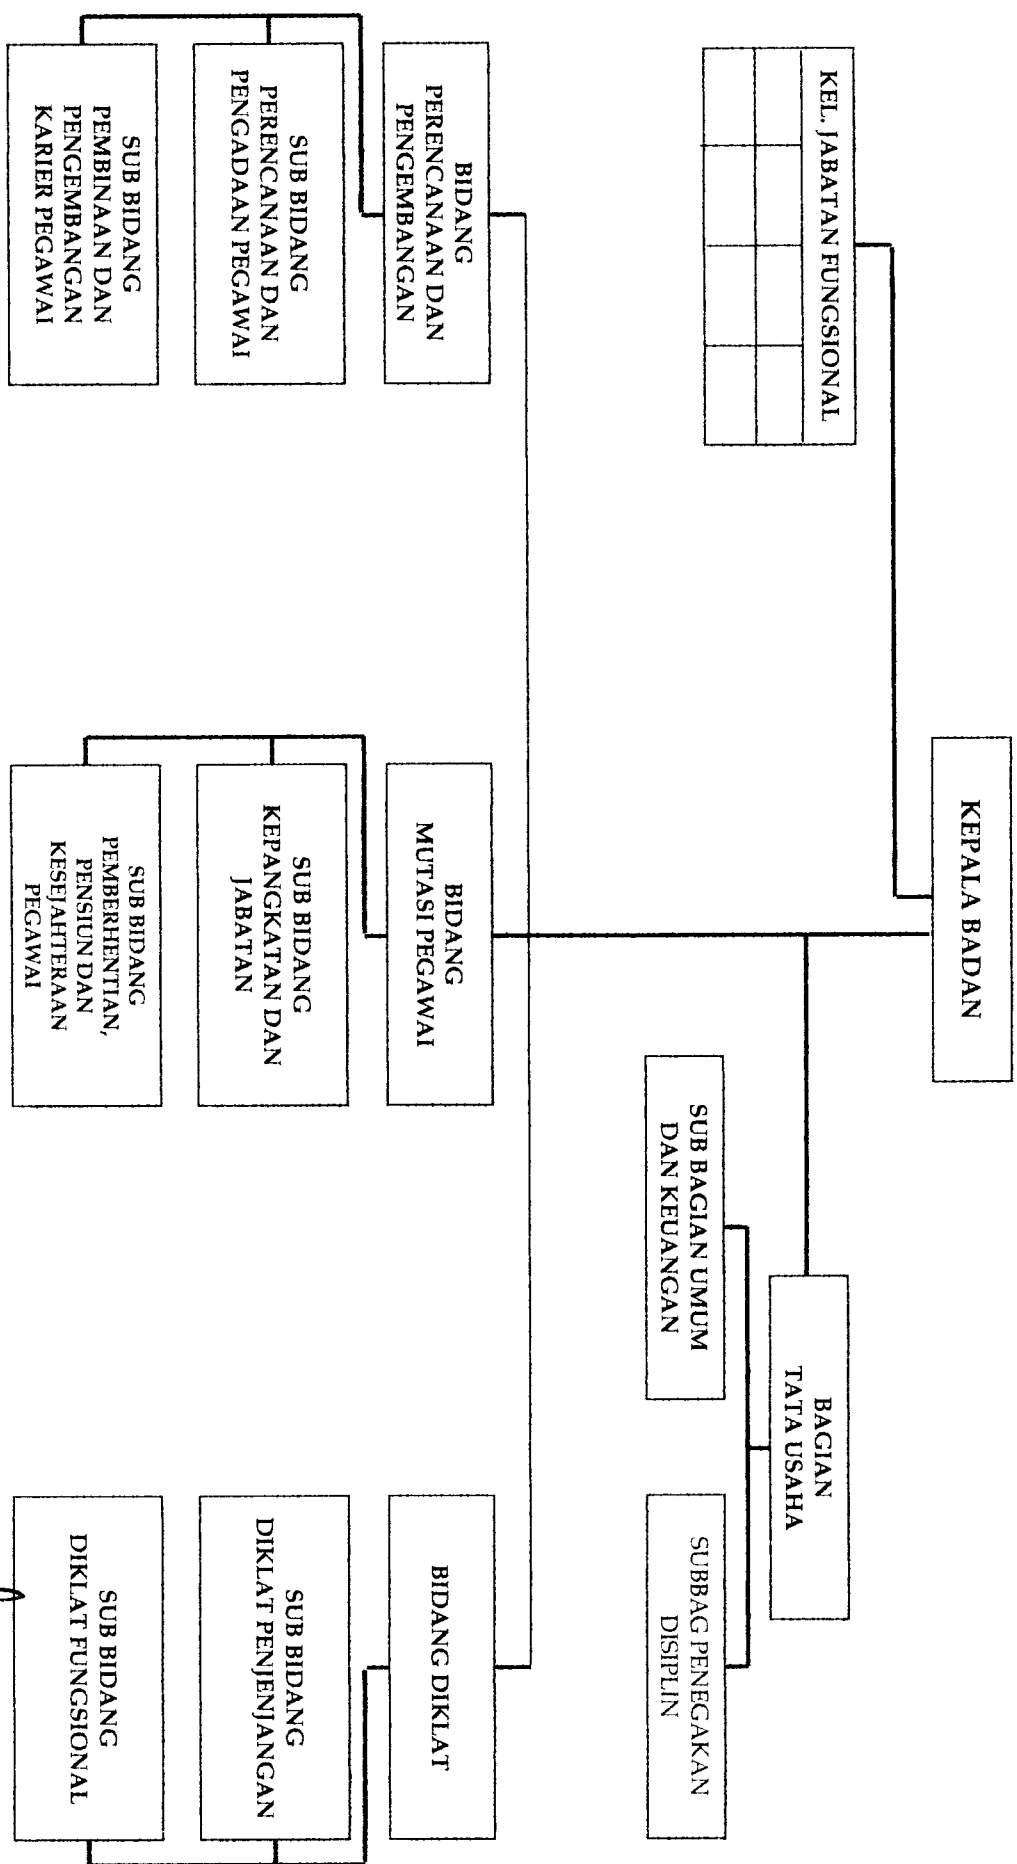 KEPALA BADAN
KEL. JABATAN FUNGSIONAL
BAGIAN
TATA USAHA
SUB BAGIAN UMUM
DAN KEUANGAN
SUBBAG PENEGAKAN
DISIPLIN
BIDANG
PERENCANAAN DAN
PENGEMBANGAN
BIDANG
MUTASI PEGAWAI
BIDANG DIKLAT
SUB BIDANG
PERENCANAAN DAN
PENGADAAN PEGAWAI
SUB BIDANG
KEPANGKATAN DAN
JABATAN
SUB BIDANG
DIKLAT PENJENJANGAN
SUB BIDANG
PEMBINAAN DAN
PENGEMBANGAN
KARIER PEGAWAI
SUB BIDANG
PEMBERHENTIAN,
PENSIUN DAN
KESEJAHTERAAN
PEGAWAI
SUB BIDANG
DIKLAT FUNGSIONAL